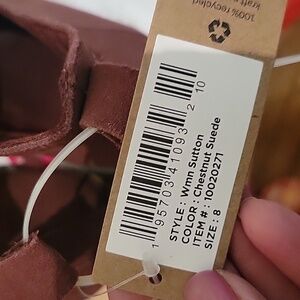 100% recycled
kraft
1 95703 41093 2
10
STYLE : Wmn Sutton
COLOR : Chestnut Suede
ITEM # : 10020271
SIZE : 8